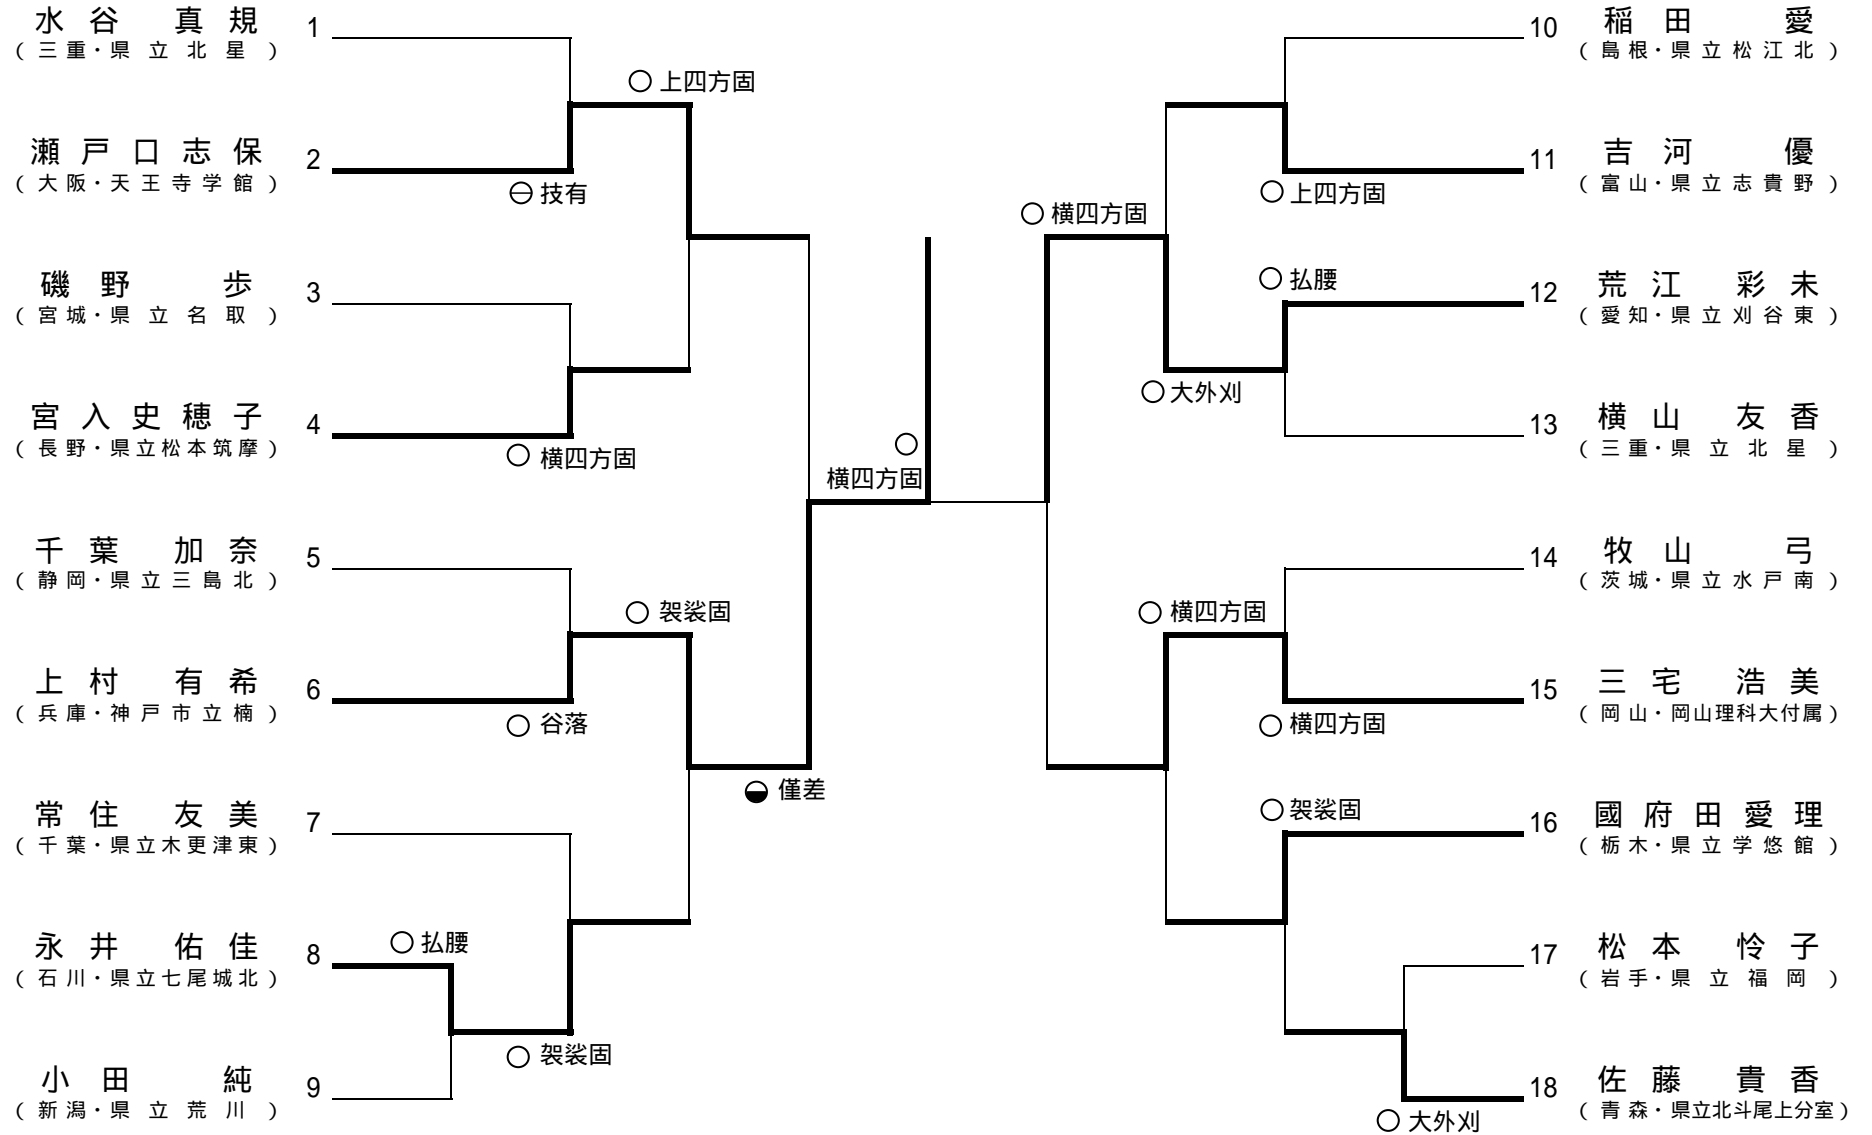 水谷 真規 1
(三重・県立北星)
○上四方固
瀬戸口志保 2
(大阪・天王寺学館)
技有
磯野 歩 3
(宮城・県立名取)
宮入史穂子 4
(長野・県立松本筑摩)
○ 横四方固
千葉 加奈 5
(静岡・県立三島北)
○ 袈裟固
上村 有希 6
(兵庫・神戸市立楠)
○ 谷落
僅差
常住 友美 7
(千葉・県立木更津東)
永井 佑佳 8
(石川・県立七尾城北)
○払腰
○ 袈裟固
小田 純 9
(新潟・県立荒川)
○
横四方固
10 稲田 愛
(島根・県立松江北)
11 吉河 優
(富山・県立志貴野)
○上四方固
○横四方固
○払腰
12 荒江 彩未
(愛知・県立刈谷東)
○大外刈
13 横山 友香
(三重・県立北星)
14 牧山 弓
(茨城・県立水戸南)
○横四方固
15 三宅 浩美
(岡山・岡山理科大付属)
○横四方固
○袈裟固
16 國府田愛理
(栃木・県立学悠館)
17 松本 怜子
(岩手・県立福岡)
18 佐藤 貴香
(青森・県立北斗尾上分室)
○大外刈